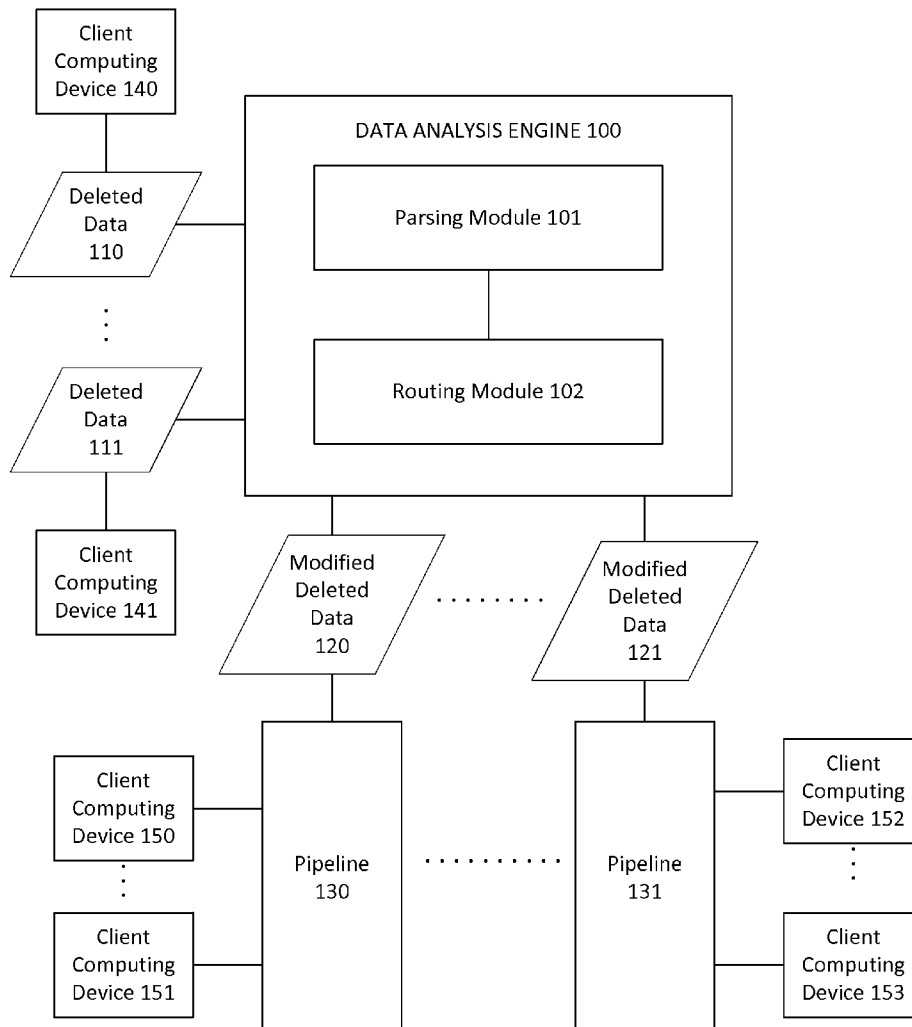 Client
Computing
Device 140
DATA ANALYSIS ENGINE 100
Deleted
Data
110
Parsing Module 101
Deleted
Data
111
Routing Module 102
Client
Computing
Device 141
Modified
Deleted
Data
120
Modified
Deleted
Data
121
Client
Computing
Device 150
Client
Computing
Device 152
Pipeline
130
Pipeline
131
Client
Computing
Device 151
Client
Computing
Device 153